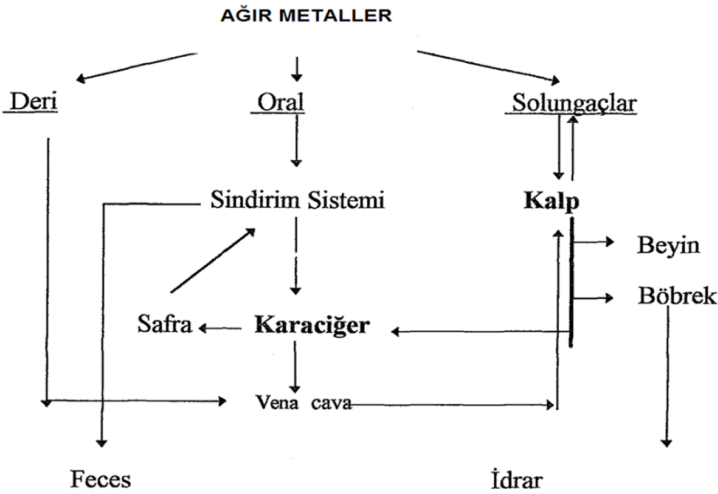 AĞIR METALLER
Deri
Oral
Solungaçlar
Sindirim Sistemi
Kalp
Beyin
Böbrek
Safra
Karaciğer
Vena cava
Feces
İdrar